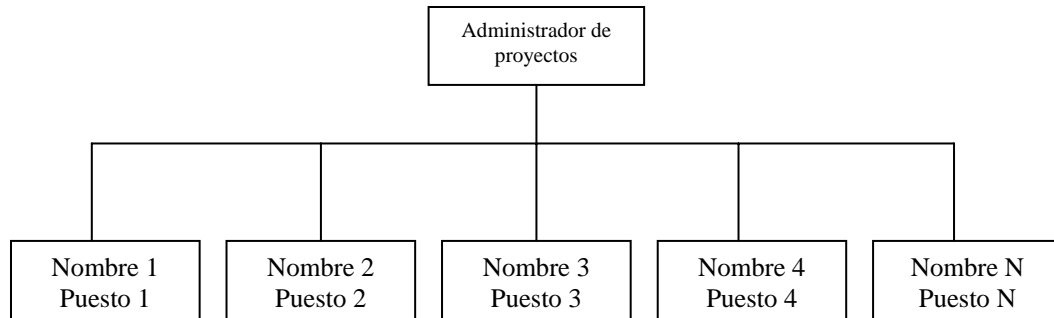 Administrador de
proyectos
Nombre 1
Puesto 1
Nombre 2
Puesto 2
Nombre 3
Puesto 3
Nombre 4
Puesto 4
Nombre N
Puesto N